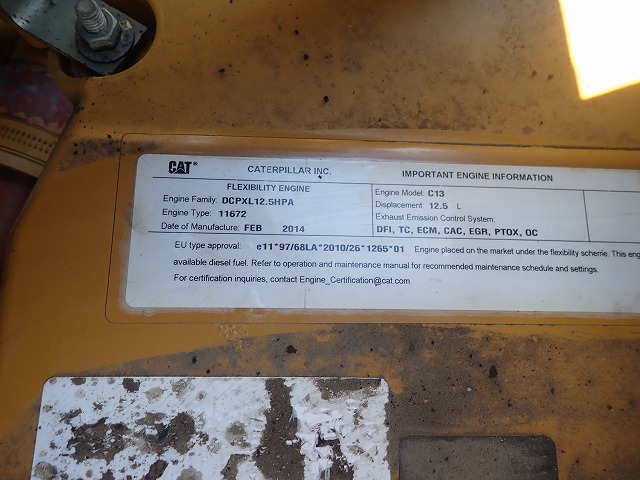 CAT® CATERPILLAR INC. IMPORTANT ENGINE INFORMATION
FLEXIBILITY ENGINE
Engine Family: DCPXL12.5HPA
Engine Type: 11672
Date of Manufacture: FEB 2014
Engine Model: C13
Displacement: 12.5 L
Exhaust Emission Control System:
DFI, TC, ECM, CAC, EGR, PTOX, OC
EU type approval: e11*97/68LA*2010/26*1265*01 Engine placed on the market under the flexibility scheme. This eng
available diesel fuel. Refer to operation and maintenance manual for recommended maintenance schedule and settings.
For certification inquiries, contact Engine_Certification@cat.com